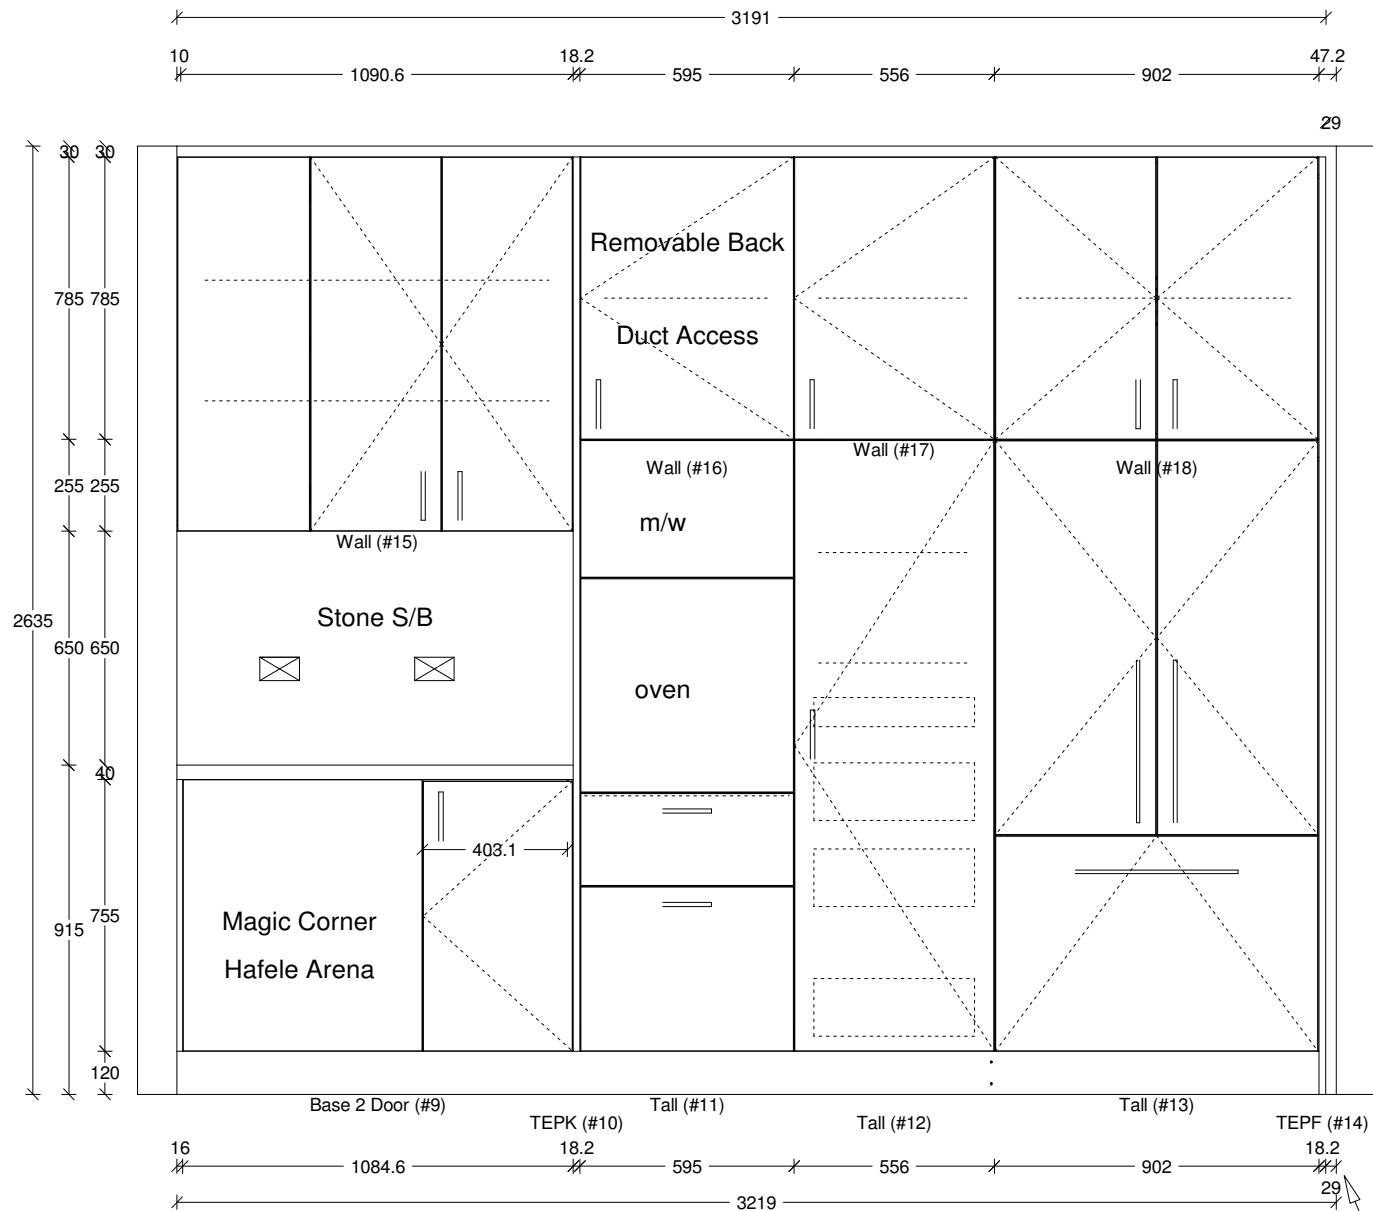 3191
10
18.2
47.2
1090.6
595
556
902
29
30
30
Removable Back
785
785
Duct Access
Wall (#17)
Wall (#16)
Wall (#18)
255
255
m/w
Wall (#15)
Stone S/B
2635
650
650
oven
40
403.1
755
Magic Corner
915
Hafele Arena
120
Base 2 Door (#9)
Tall (#11)
Tall (#13)
TEPK (#10)
Tall (#12)
TEPF (#14)
16
18.2
18.2
1084.6
595
556
902
29
3219